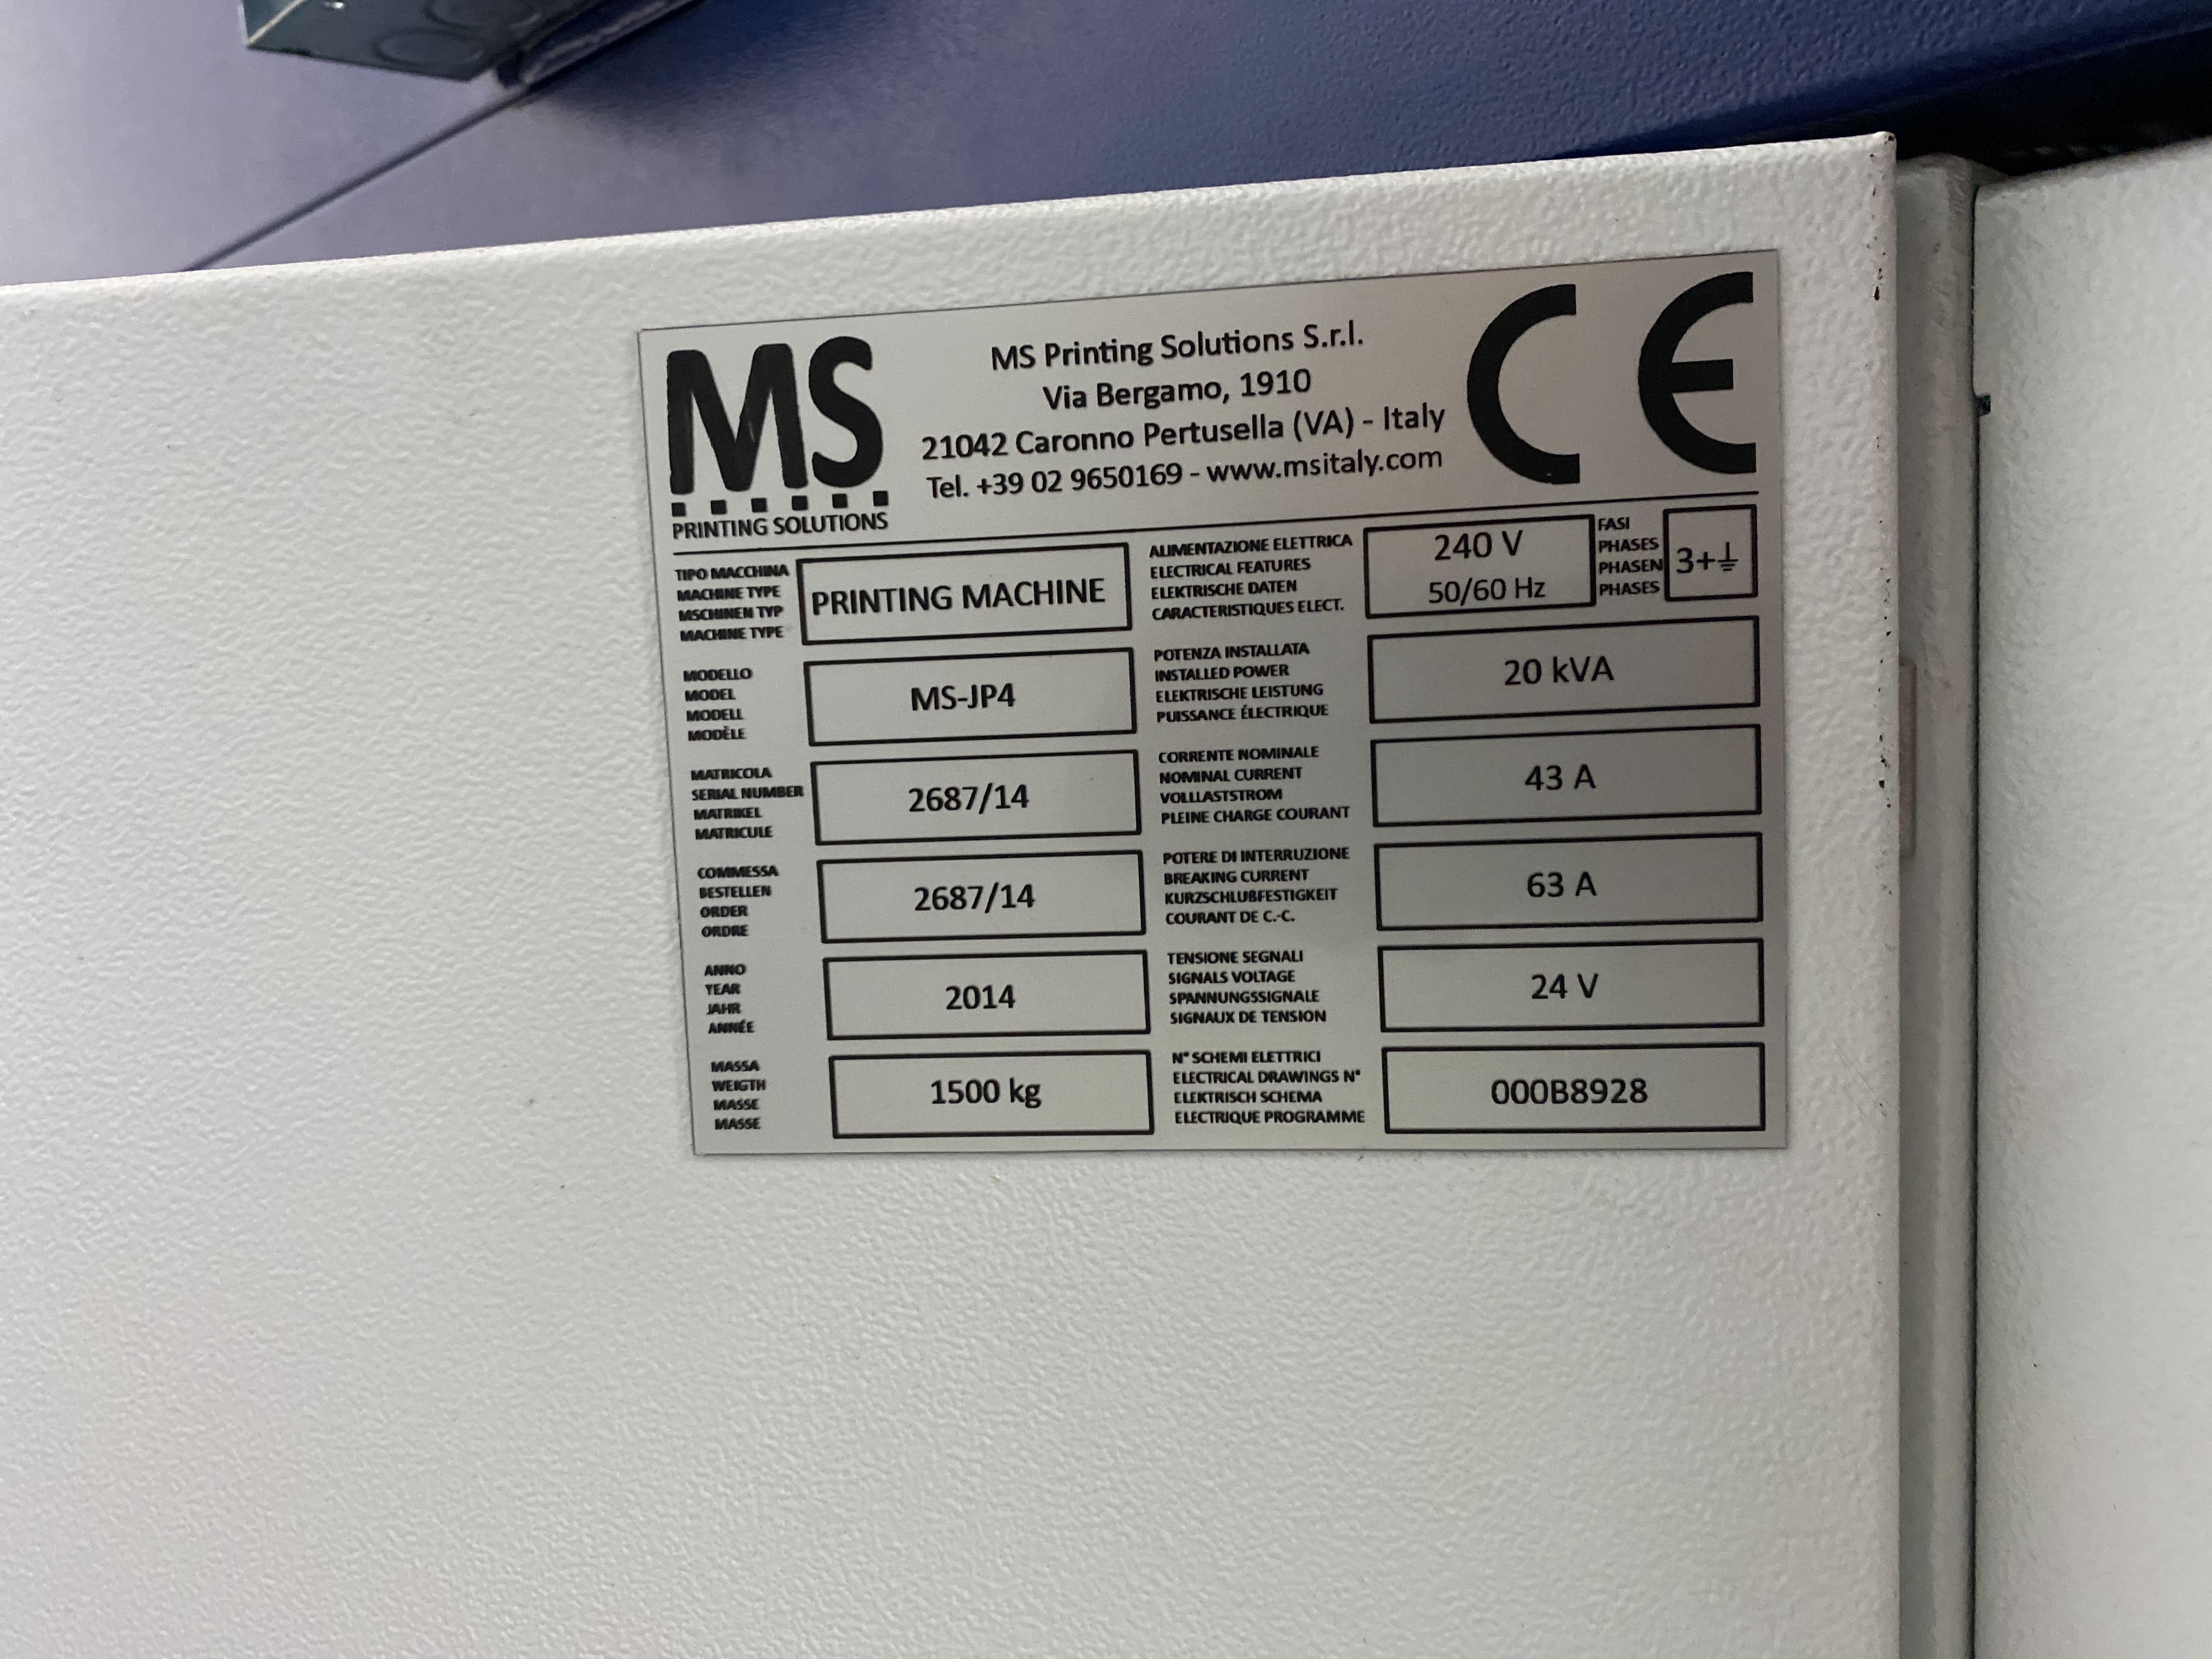 MS
PRINTING SOLUTIONS
MS Printing Solutions S.r.l.
Via Bergamo, 1910
21042 Caronno Pertusella (VA) - Italy
Tel. +39 02 9650169 - www.msitaly.com
CE
TIPO MACCHINA
MACHINE TYPE
MSCHINEN TYP
MACHINE TYPE
PRINTING MACHINE
MODELLO
MODEL
MODELL
MODÈLE
MS-JP4
MATRICOLA
SERIAL NUMBER
MATRIKEL
MATRICULE
2687/14
COMMESSA
BESTELLEN
ORDER
ORDRE
2687/14
ANNO
YEAR
JAHR
ANNÉE
2014
MASSA
WEIGTH
MASSE
MASSE
1500 kg
ALIMENTAZIONE ELETTRICA
ELECTRICAL FEATURES
ELEKTRISCHE DATEN
CARACTERISTIQUES ELECT.
240 V
50/60 Hz
FASI
PHASES
PHASEN
PHASES
3+⏚
POTENZA INSTALLATA
INSTALLED POWER
ELEKTRISCHE LEISTUNG
PUISSANCE ÉLECTRIQUE
20 kVA
CORRENTE NOMINALE
NOMINAL CURRENT
VOLLLASTSTROM
PLEINE CHARGE COURANT
43 A
POTERE DI INTERRUZIONE
BREAKING CURRENT
KURZSCHLUßFESTIGKEIT
COURANT DE C.-C.
63 A
TENSIONE SEGNALI
SIGNALS VOLTAGE
SPANNUNGSSIGNALE
SIGNAUX DE TENSION
24 V
N° SCHEMI ELETTRICI
ELECTRICAL DRAWINGS N°
ELEKTRISCH SCHEMA
ELECTRIQUE PROGRAMME
000B8928